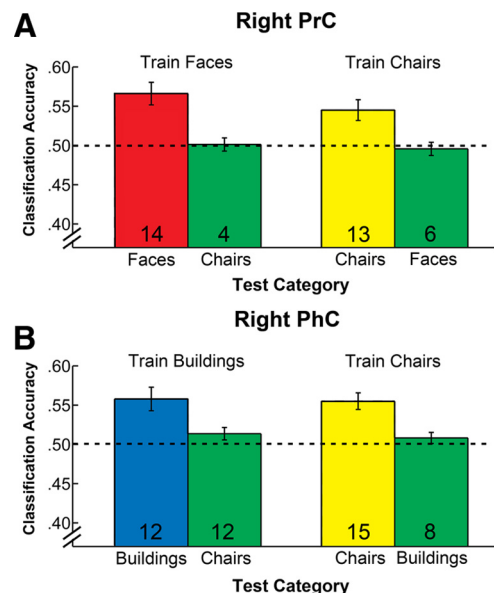 A
Right PrC
Train Faces
Train Chairs
Classification Accuracy
.60
.55
.50
.45
.40
14
4
13
6
Faces
Chairs
Chairs
Faces
Test Category
B
Right PhC
Train Buildings
Train Chairs
Classification Accuracy
.60
.55
.50
.45
.40
12
12
15
8
Buildings
Chairs
Chairs
Buildings
Test Category